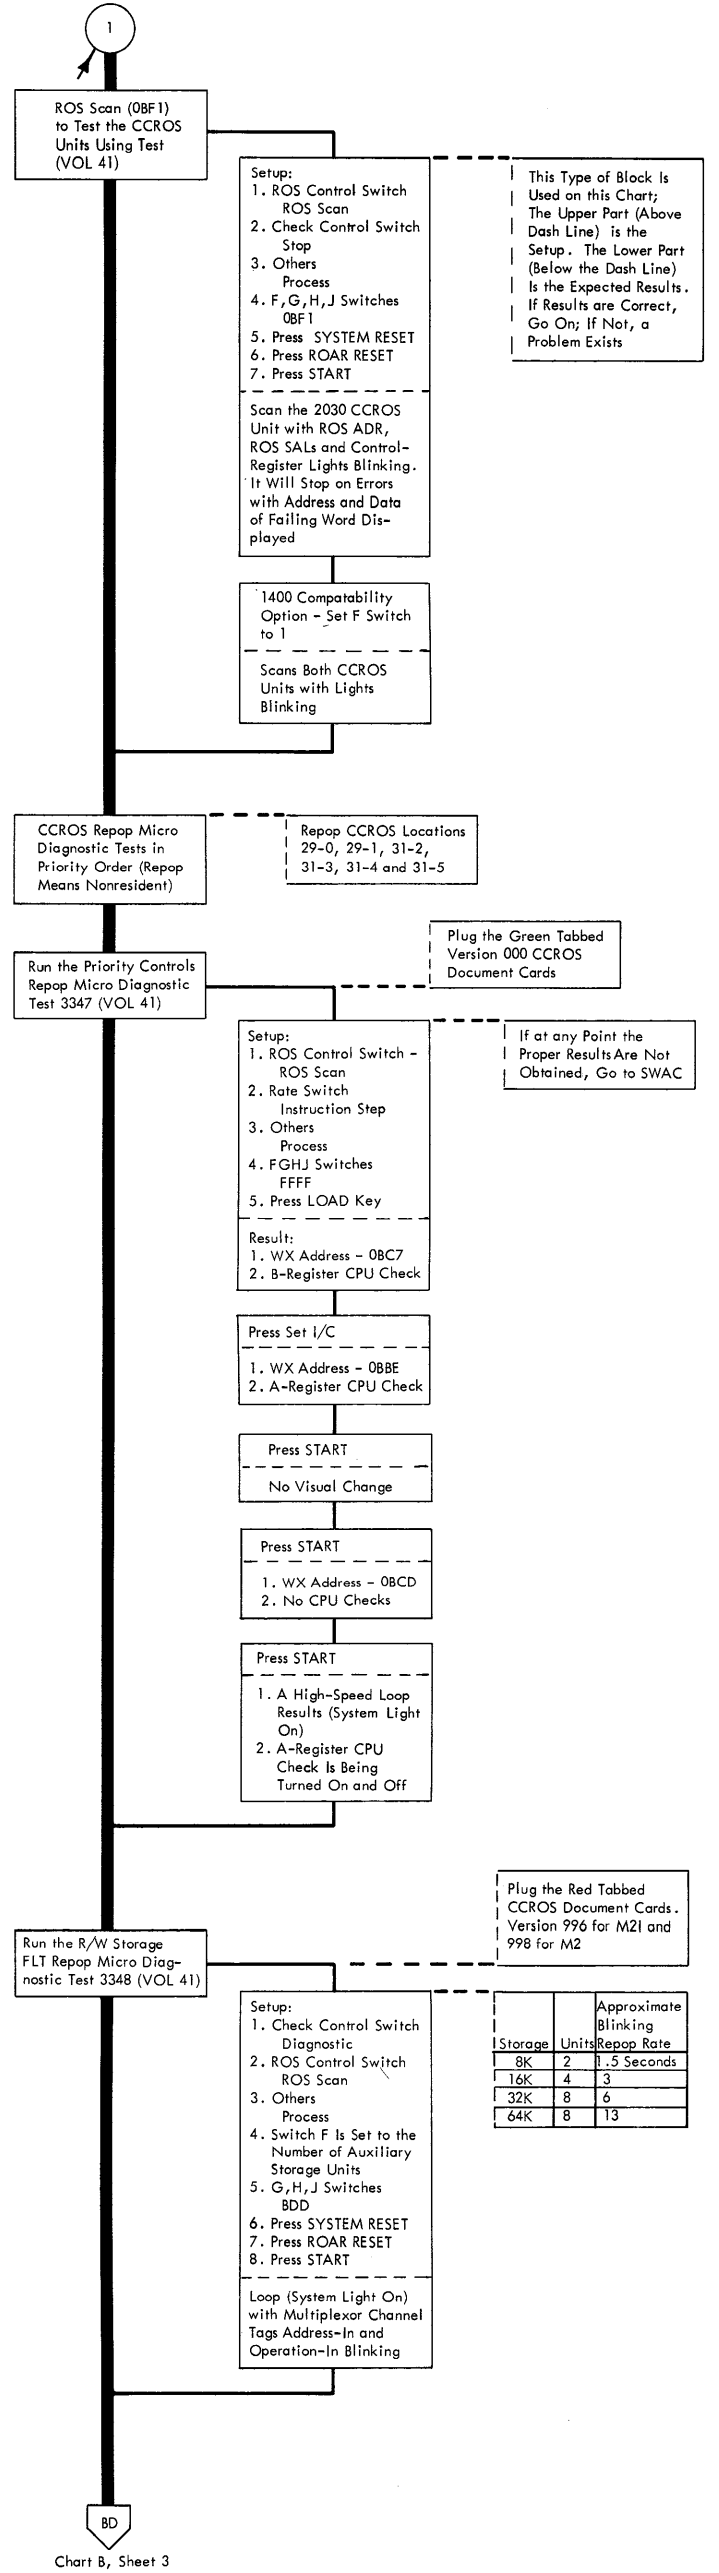 1
ROS Scan (0BF1)
to Test the CCROS
Units Using Test
(VOL 41)
Setup:
1. ROS Control Switch
ROS Scan
2. Check Control Switch
Stop
3. Others
Process
4. F,G,H,J Switches
0BF1
5. Press SYSTEM RESET
6. Press ROAR RESET
7. Press START
Scan the 2030 CCROS
Unit with ROS ADR,
ROS SALs and Control-
Register Lights Blinking.
It Will Stop on Errors
with Address and Data
of Failing Word Dis-
played
This Type of Block Is
Used on this Chart;
The Upper Part (Above
Dash Line) is the
Setup. The Lower Part
(Below the Dash Line)
Is the Expected Results.
If Results are Correct,
Go On; If Not, a
Problem Exists
1400 Compatability
Option - Set F Switch
to 1
Scans Both CCROS
Units with Lights
Blinking
CCROS Repop Micro
Diagnostic Tests in
Priority Order (Repop
Means Nonresident)
Repop CCROS Locations
29-0, 29-1, 31-2,
31-3, 31-4 and 31-5
Run the Priority Controls
Repop Micro Diagnostic
Test 3347 (VOL 41)
Plug the Green Tabbed
Version 000 CCROS
Document Cards
Setup:
1. ROS Control Switch -
ROS Scan
2. Rate Switch
Instruction Step
3. Others
Process
4. FGHJ Switches
FFFF
5. Press LOAD Key
Result:
1. WX Address - 0BC7
2. B-Register CPU Check
If at any Point the
Proper Results Are Not
Obtained, Go to SWAC
Press Set I/C
1. WX Address - 0BBE
2. A-Register CPU Check
Press START
No Visual Change
Press START
1. WX Address - 0BCD
2. No CPU Checks
Press START
1. A High-Speed Loop
Results (System Light
On)
2. A-Register CPU
Check Is Being
Turned On and Off
Run the R/W Storage
FLT Repop Micro Diag-
nostic Test 3348 (VOL 41)
Plug the Red Tabbed
CCROS Document Cards.
Version 996 for M2I and
998 for M2
Setup:
1. Check Control Switch
Diagnostic
2. ROS Control Switch
ROS Scan
3. Others
Process
4. Switch F Is Set to the
Number of Auxiliary
Storage Units
5. G,H,J Switches
BDD
6. Press SYSTEM RESET
7. Press ROAR RESET
8. Press START
Loop (System Light On)
with Multiplexor Channel
Tags Address-In and
Operation-In Blinking
Approximate
Blinking
Storage Units Repop Rate
8K 2 1.5 Seconds
16K 4 3
32K 8 6
64K 8 13
BD
Chart B, Sheet 3